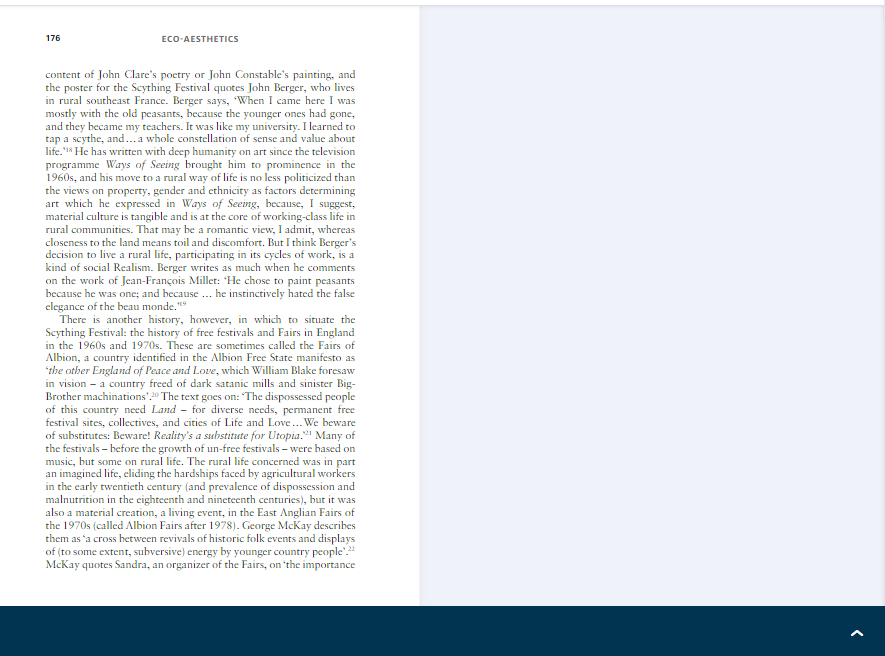 176
ECO-AESTHETICS
content of John Clare's poetry or John Constable's painting, and
the poster for the Scything Festival quotes John Berger, who lives
in rural southeast France. Berger says, 'When I came here I was
mostly with the old peasants, because the younger ones had gone,
and they became my teachers. It was like my university. I learned to
tap a scythe, and … a whole constellation of sense and value about
life.'18 He has written with deep humanity on art since the television
programme Ways of Seeing brought him to prominence in the
1960s, and his move to a rural way of life is no less politicized than
the views on property, gender and ethnicity as factors determining
art which he expressed in Ways of Seeing, because, I suggest,
material culture is tangible and is at the core of working-class life in
rural communities. That may be a romantic view, I admit, whereas
closeness to the land means toil and discomfort. But I think Berger's
decision to live a rural life, participating in its cycles of work, is a
kind of social Realism. Berger writes as much when he comments
on the work of Jean-François Millet: 'He chose to paint peasants
because he was one; and because … he instinctively hated the false
elegance of the beau monde.'19
There is another history, however, in which to situate the
Scything Festival: the history of free festivals and Fairs in England
in the 1960s and 1970s. These are sometimes called the Fairs of
Albion, a country identified in the Albion Free State manifesto as
'the other England of Peace and Love, which William Blake foresaw
in vision – a country freed of dark satanic mills and sinister Big-
Brother machinations'.20 The text goes on: 'The dispossessed people
of this country need Land – for diverse needs, permanent free
festival sites, collectives, and cities of Life and Love … We beware
of substitutes: Beware! Reality's a substitute for Utopia.'21 Many of
the festivals – before the growth of un-free festivals – were based on
music, but some on rural life. The rural life concerned was in part
an imagined life, eliding the hardships faced by agricultural workers
in the early twentieth century (and prevalence of dispossession and
malnutrition in the eighteenth and nineteenth centuries), but it was
also a material creation, a living event, in the East Anglian Fairs of
the 1970s (called Albion Fairs after 1978). George McKay describes
them as 'a cross between revivals of historic folk events and displays
of (to some extent, subversive) energy by younger country people'.22
McKay quotes Sandra, an organizer of the Fairs, on 'the importance